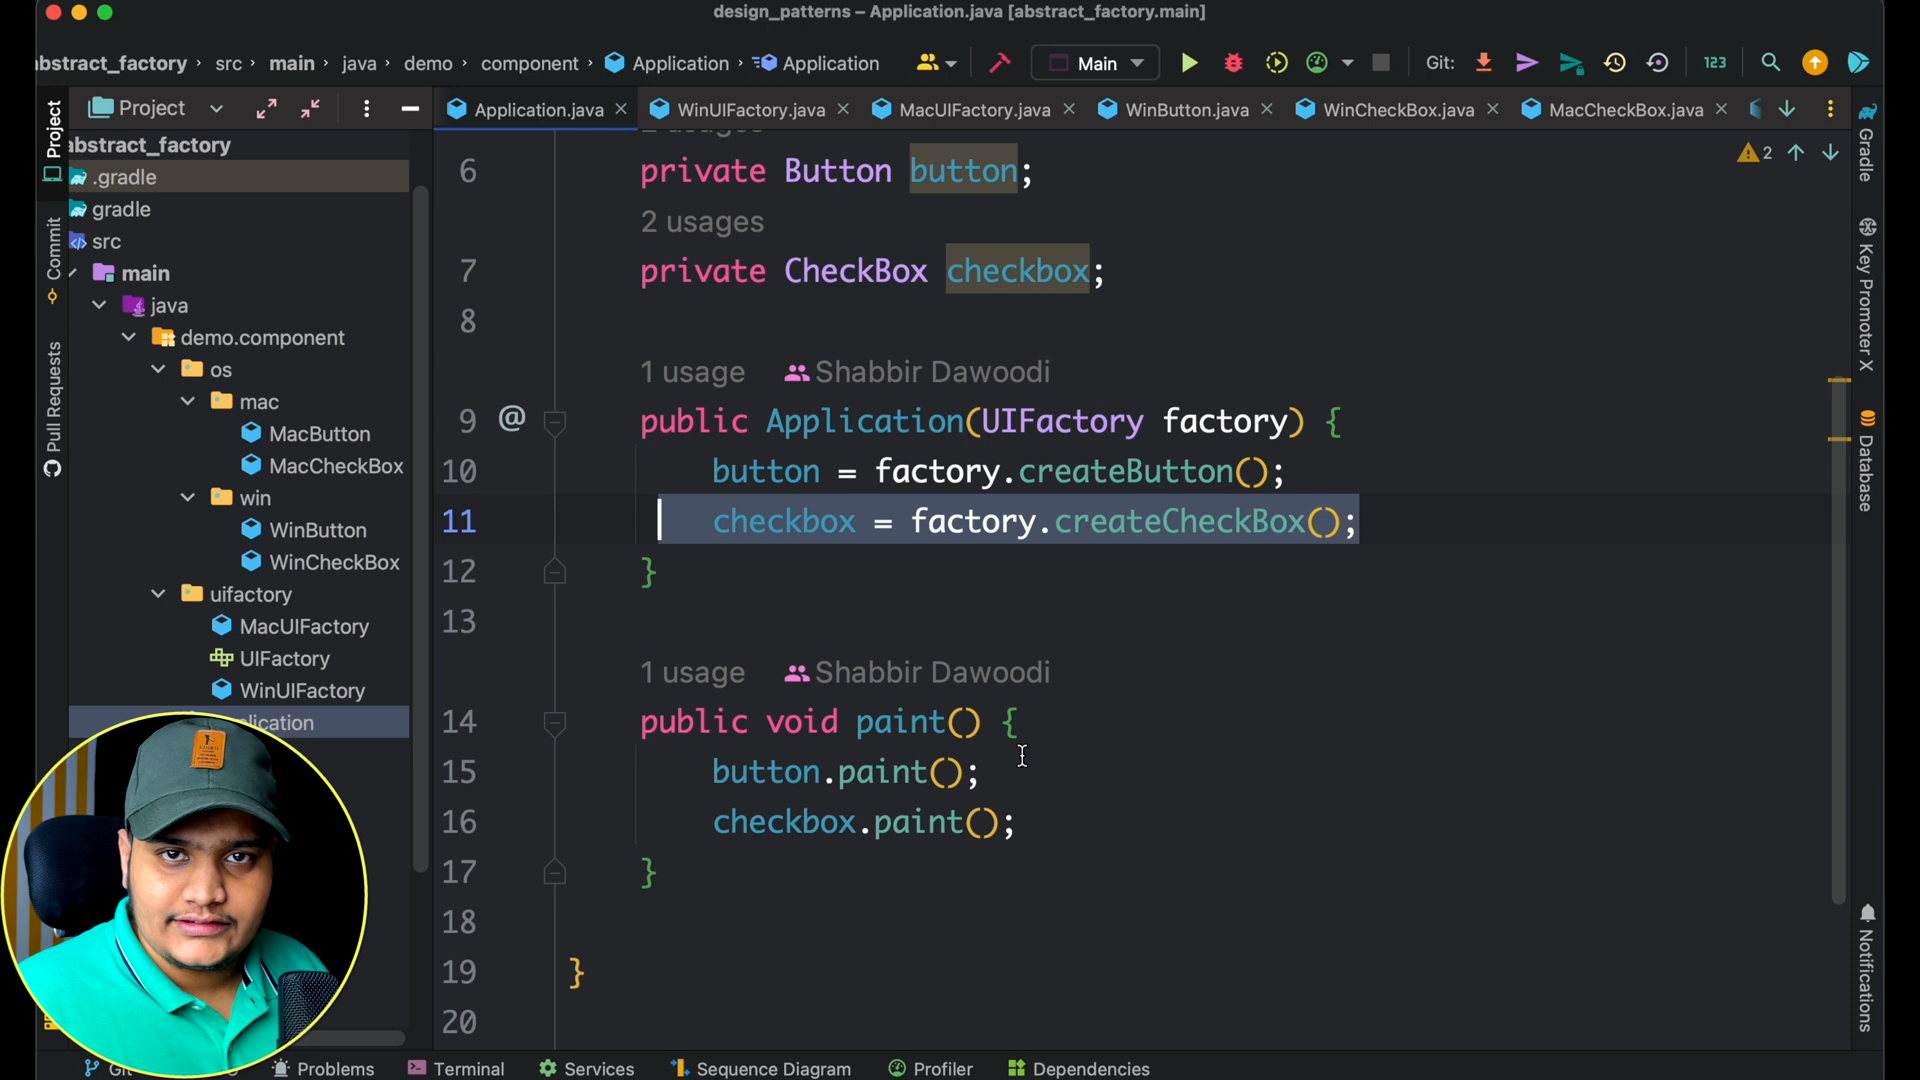 design_patterns – Application.java [abstract_factory.main]
abstract_factory › src › main › java › demo › component › Application › Application
Main
Git:
123
Project
Application.java
WinUIFactory.java
MacUIFactory.java
WinButton.java
WinCheckBox.java
MacCheckBox.java
Project
Commit
Pull Requests
abstract_factory
.gradle
gradle
src
main
java
demo.component
os
mac
MacButton
MacCheckBox
win
WinButton
WinCheckBox
uifactory
MacUIFactory
UIFactory
WinUIFactory
lication
2 usages
6 private Button button;
2 usages
7 private CheckBox checkbox;
8
1 usage Shabbir Dawoodi
9 @ public Application(UIFactory factory) {
10 button = factory.createButton();
11 checkbox = factory.createCheckBox();
12 }
13
1 usage Shabbir Dawoodi
14 public void paint() {
15 button.paint();
16 checkbox.paint();
17 }
18
19 }
20
2
Gradle
Key Promoter X
Database
Notifications
Git
Problems
Terminal
Services
Sequence Diagram
Profiler
Dependencies